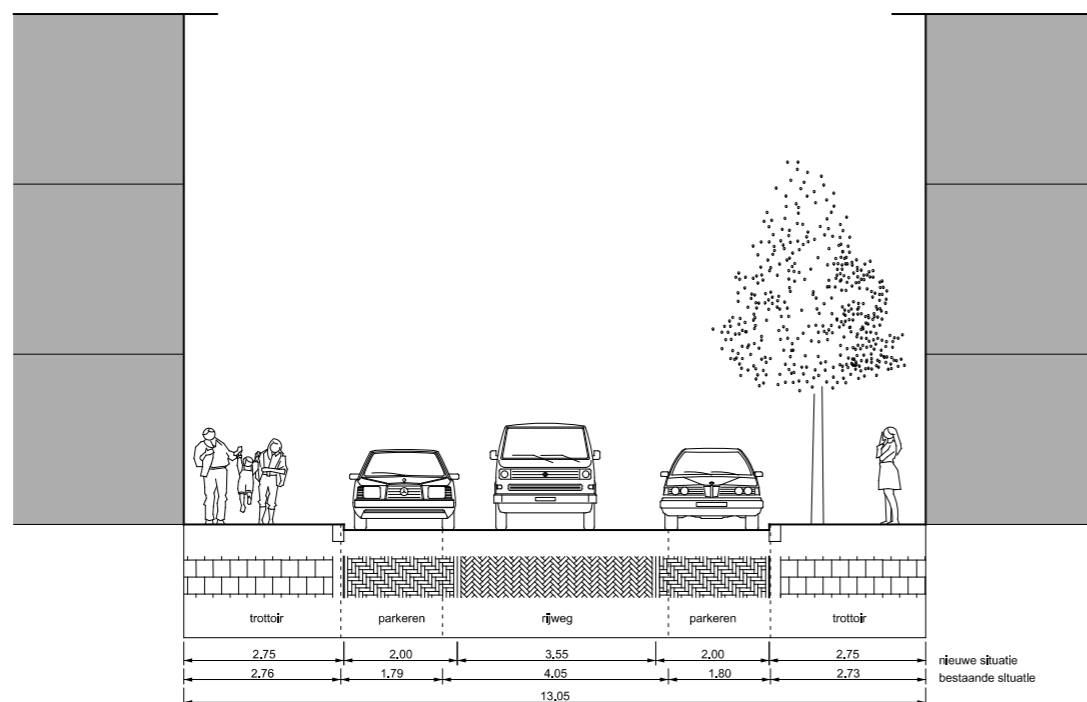 trottoir parkeren rijweg parkeren trottoir
2.75 2.00 3.55 2.00 2.75 nieuwe situatie
2.76 1.79 4.05 1.80 2.73 bestaande situatie
13.05